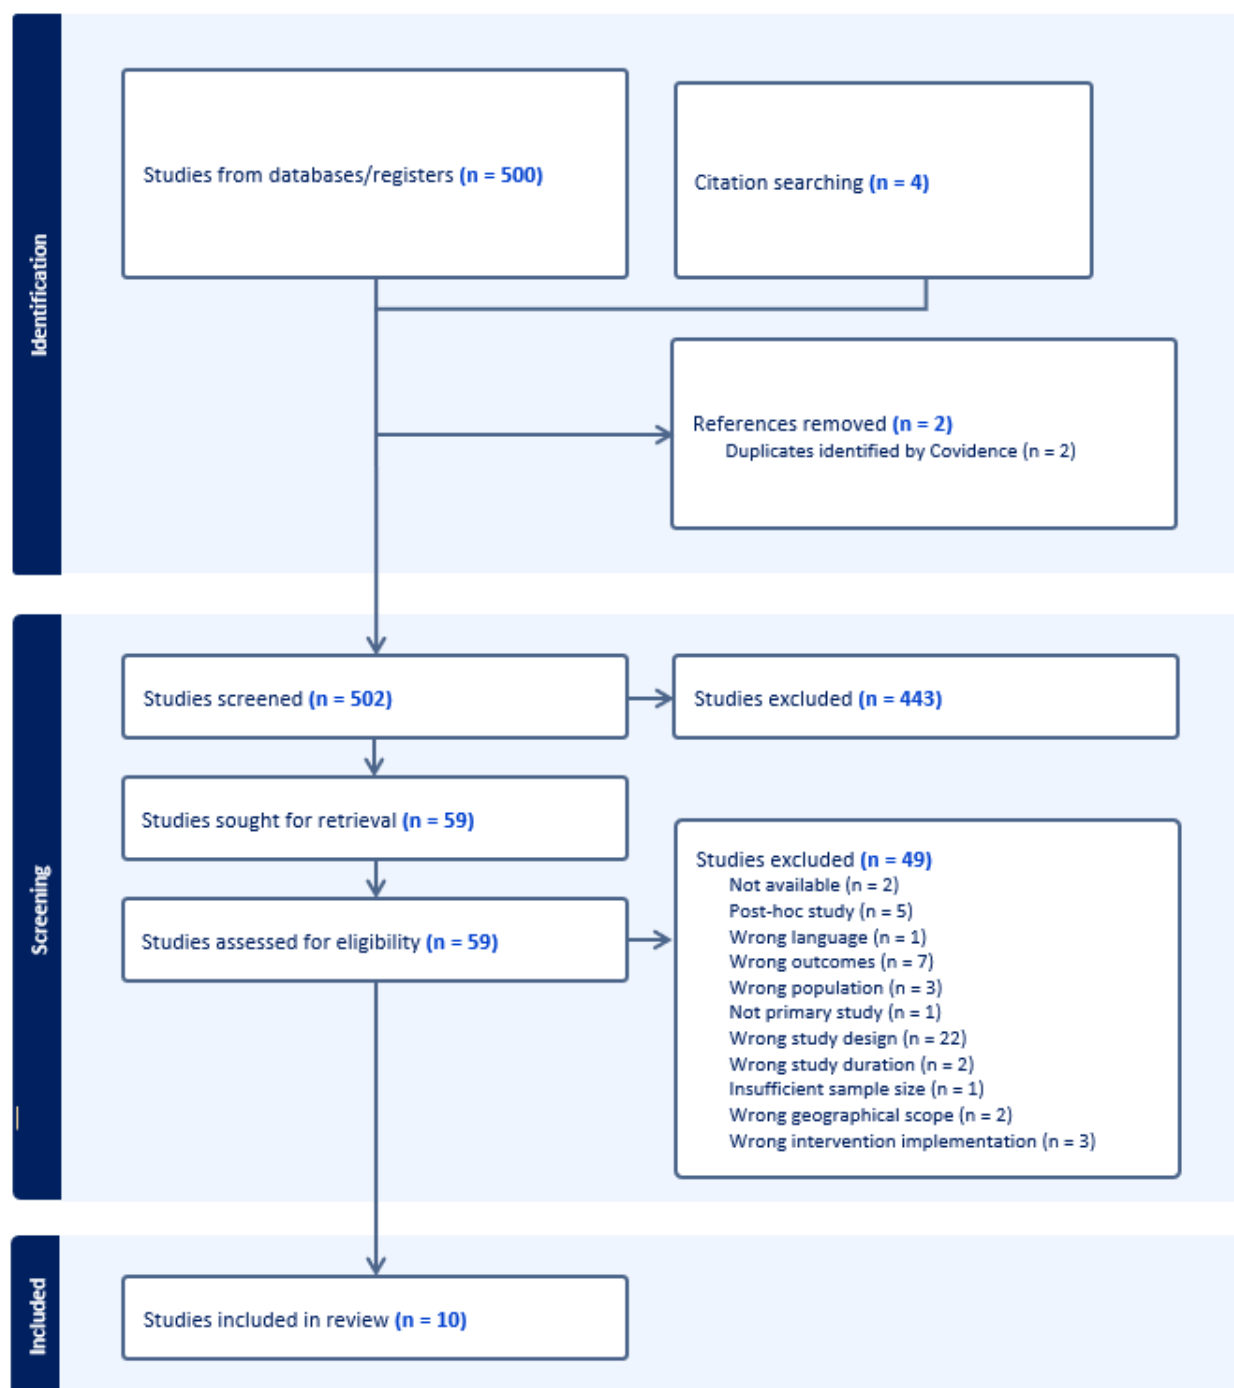 Identification
Studies from databases/registers (n = 500)
Citation searching (n = 4)
References removed (n = 2)
Duplicates identified by Covidence (n = 2)
Screening
Studies screened (n = 502)
Studies excluded (n = 443)
Studies sought for retrieval (n = 59)
Studies assessed for eligibility (n = 59)
Studies excluded (n = 49)
Not available (n = 2)
Post-hoc study (n = 5)
Wrong language (n = 1)
Wrong outcomes (n = 7)
Wrong population (n = 3)
Not primary study (n = 1)
Wrong study design (n = 22)
Wrong study duration (n = 2)
Insufficient sample size (n = 1)
Wrong geographical scope (n = 2)
Wrong intervention implementation (n = 3)
Included
Studies included in review (n = 10)